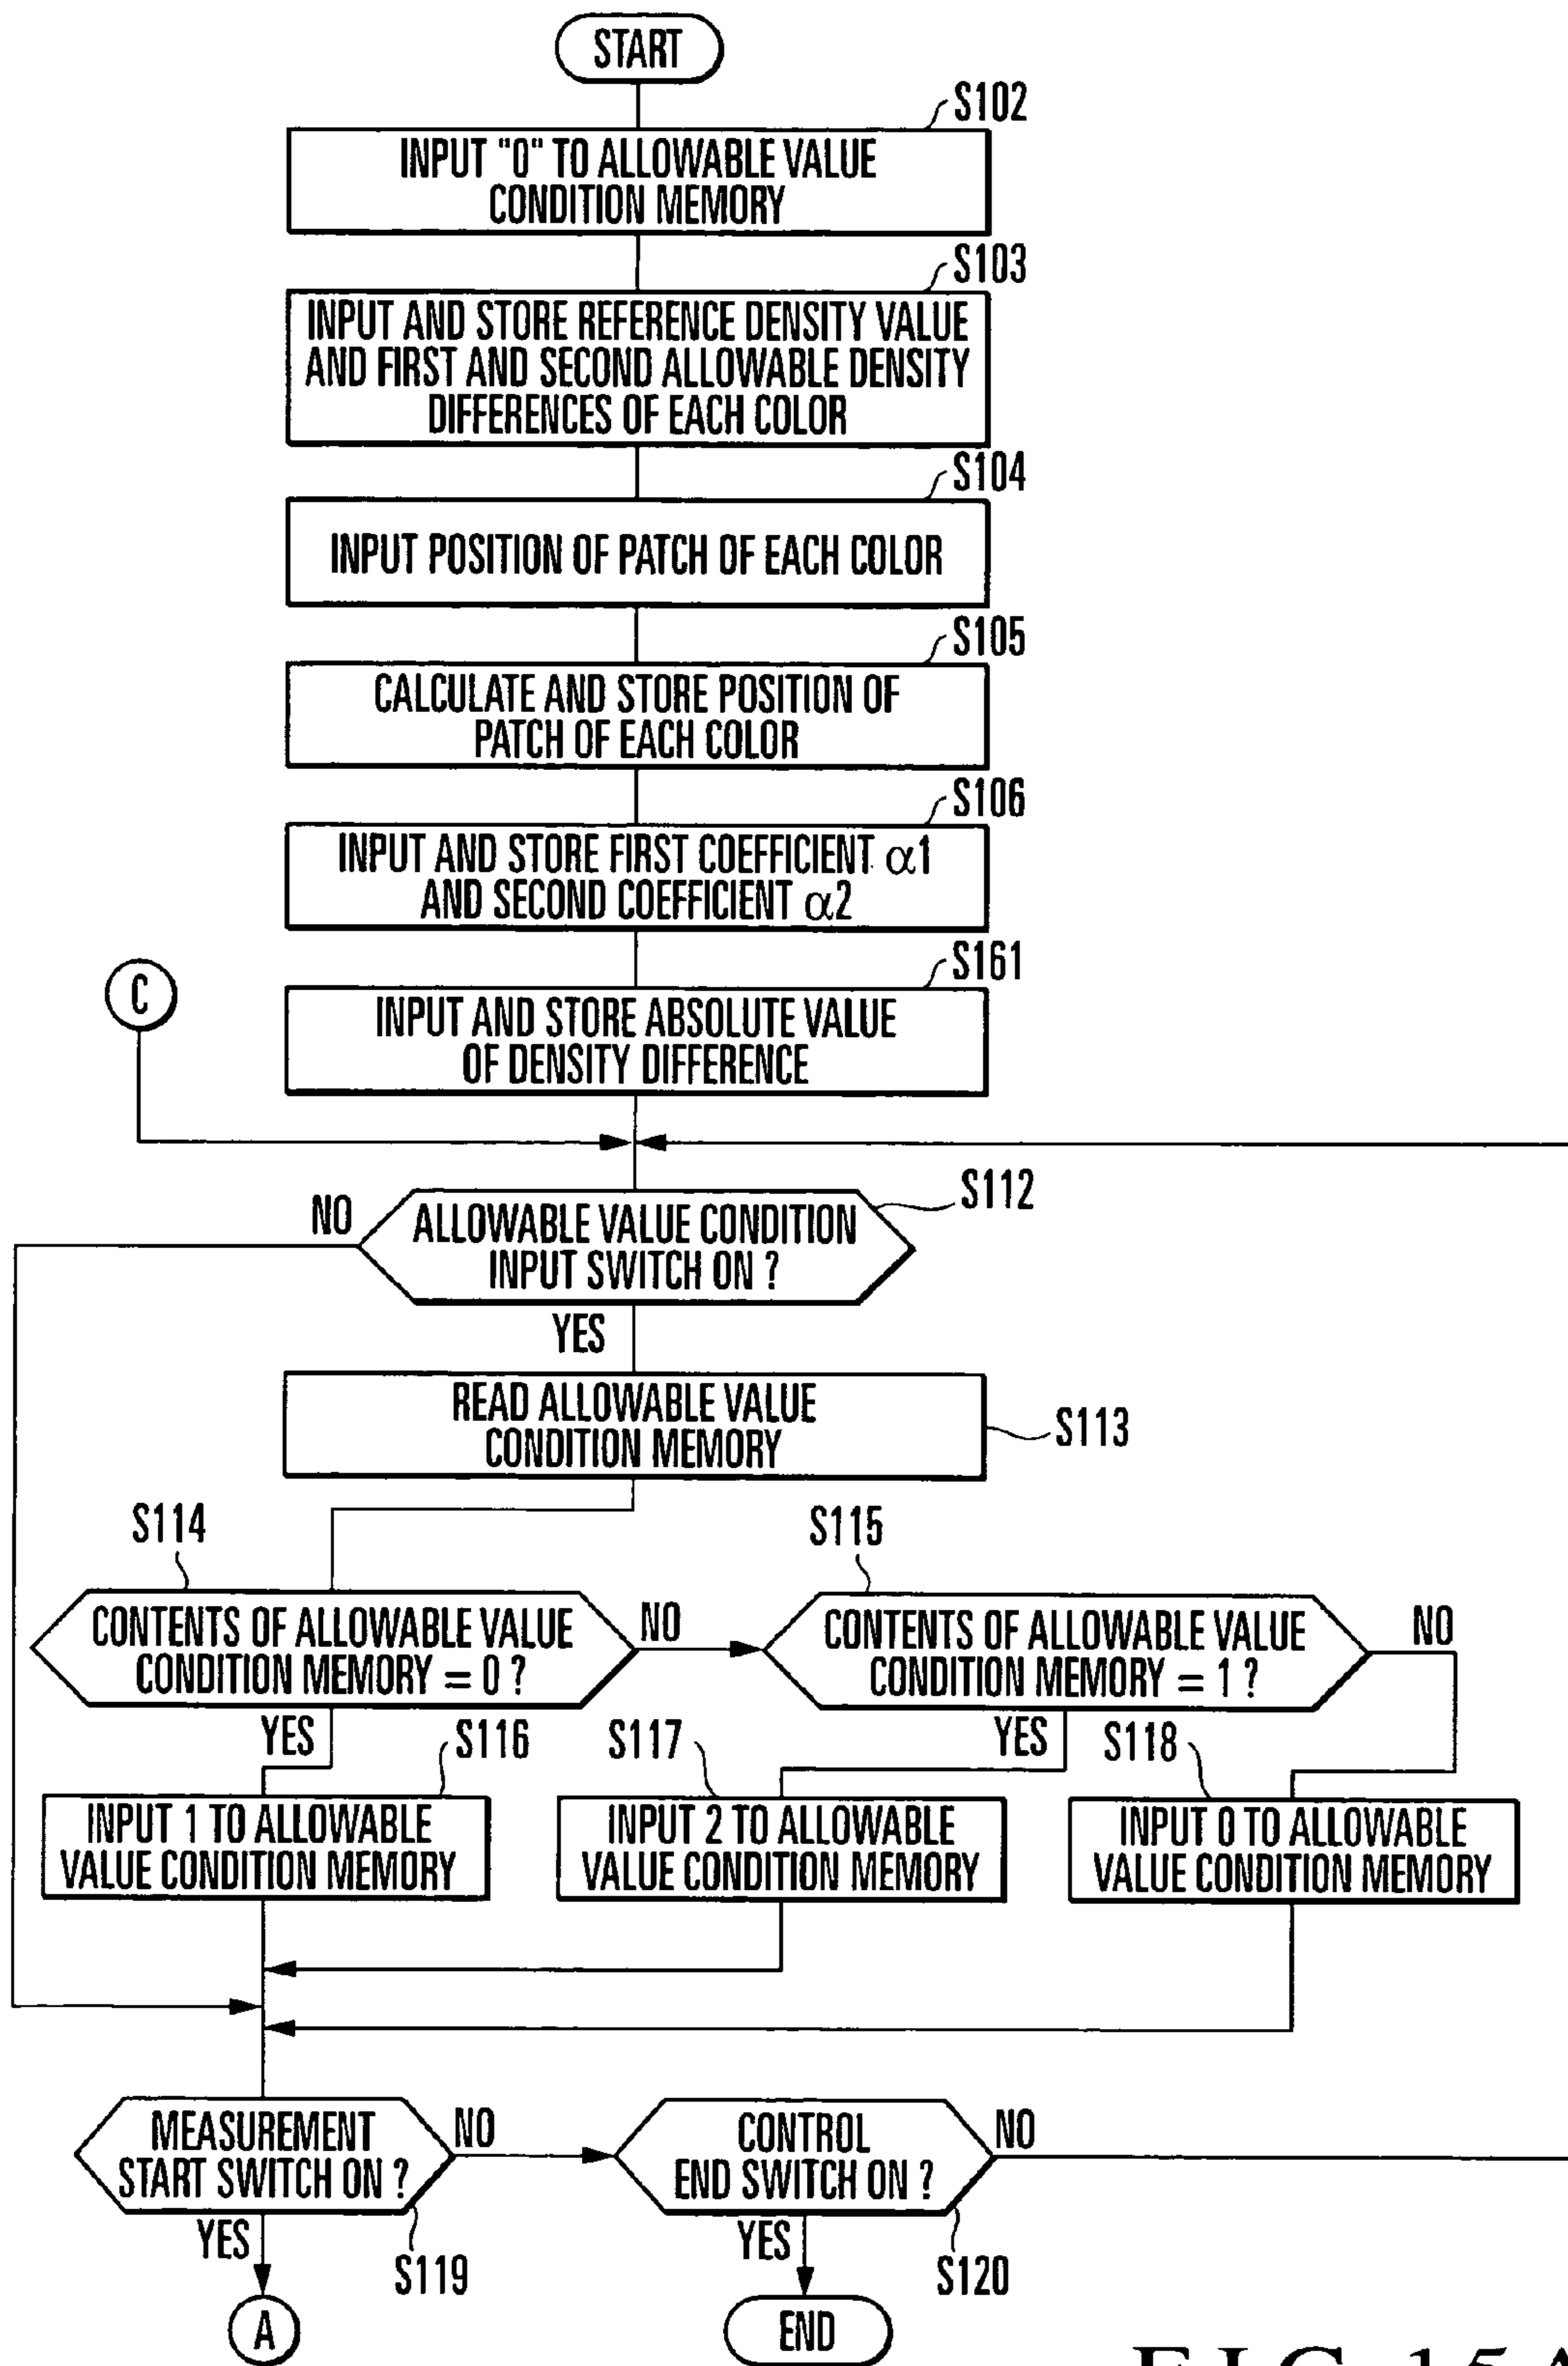 START
S102
INPUT "0" TO ALLOWABLE VALUE
CONDITION MEMORY
S103
INPUT AND STORE REFERENCE DENSITY VALUE
AND FIRST AND SECOND ALLOWABLE DENSITY
DIFFERENCES OF EACH COLOR
S104
INPUT POSITION OF PATCH OF EACH COLOR
S105
CALCULATE AND STORE POSITION OF
PATCH OF EACH COLOR
S106
INPUT AND STORE FIRST COEFFICIENT α1
AND SECOND COEFFICIENT α2
S161
C
INPUT AND STORE ABSOLUTE VALUE
OF DENSITY DIFFERENCE
S112
NO
ALLOWABLE VALUE CONDITION
INPUT SWITCH ON ?
YES
READ ALLOWABLE VALUE
CONDITION MEMORY
S113
S114
S115
CONTENTS OF ALLOWABLE VALUE
CONDITION MEMORY = 0 ?
NO
CONTENTS OF ALLOWABLE VALUE
CONDITION MEMORY = 1 ?
NO
YES
S116
S117
YES
S118
INPUT 1 TO ALLOWABLE
VALUE CONDITION MEMORY
INPUT 2 TO ALLOWABLE
VALUE CONDITION MEMORY
INPUT 0 TO ALLOWABLE
VALUE CONDITION MEMORY
MEASUREMENT
START SWITCH ON ?
NO
CONTROL
END SWITCH ON ?
NO
YES
S119
YES
S120
A
END
FIG. 15A